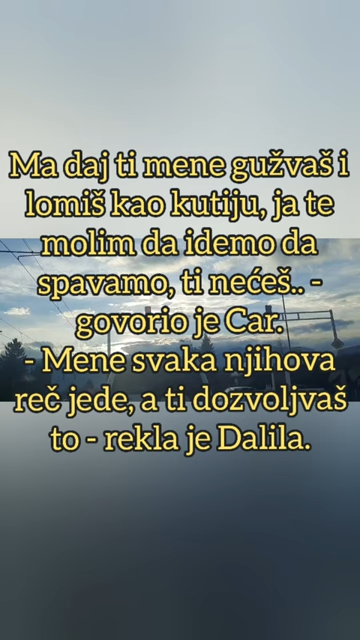 Ma daj ti mene gužvaš i
lomiš kao kutiju, ja te
molim da idemo da
spavamo, ti nećeš.. -
govorio je Car.
- Mene svaka njihova
reč jede, a ti dozvoljvaš
to - rekla je Dalila.